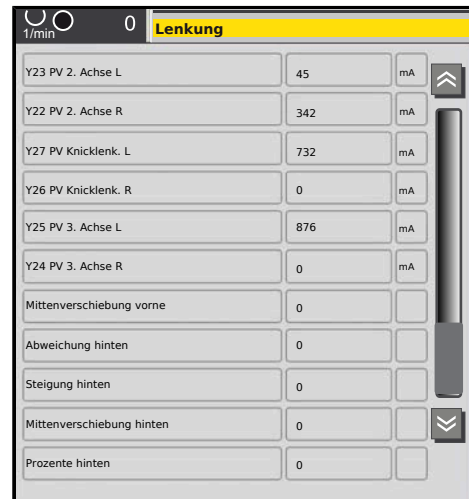 1/min 0 Lenkung
Y23 PV 2. Achse L 45 mA
Y22 PV 2. Achse R 342 mA
Y27 PV Knicklenk. L 732 mA
Y26 PV Knicklenk. R 0 mA
Y25 PV 3. Achse L 876 mA
Y24 PV 3. Achse R 0 mA
Mittenverschiebung vorne 0
Abweichung hinten 0
Steigung hinten 0
Mittenverschiebung hinten 0
Prozente hinten 0